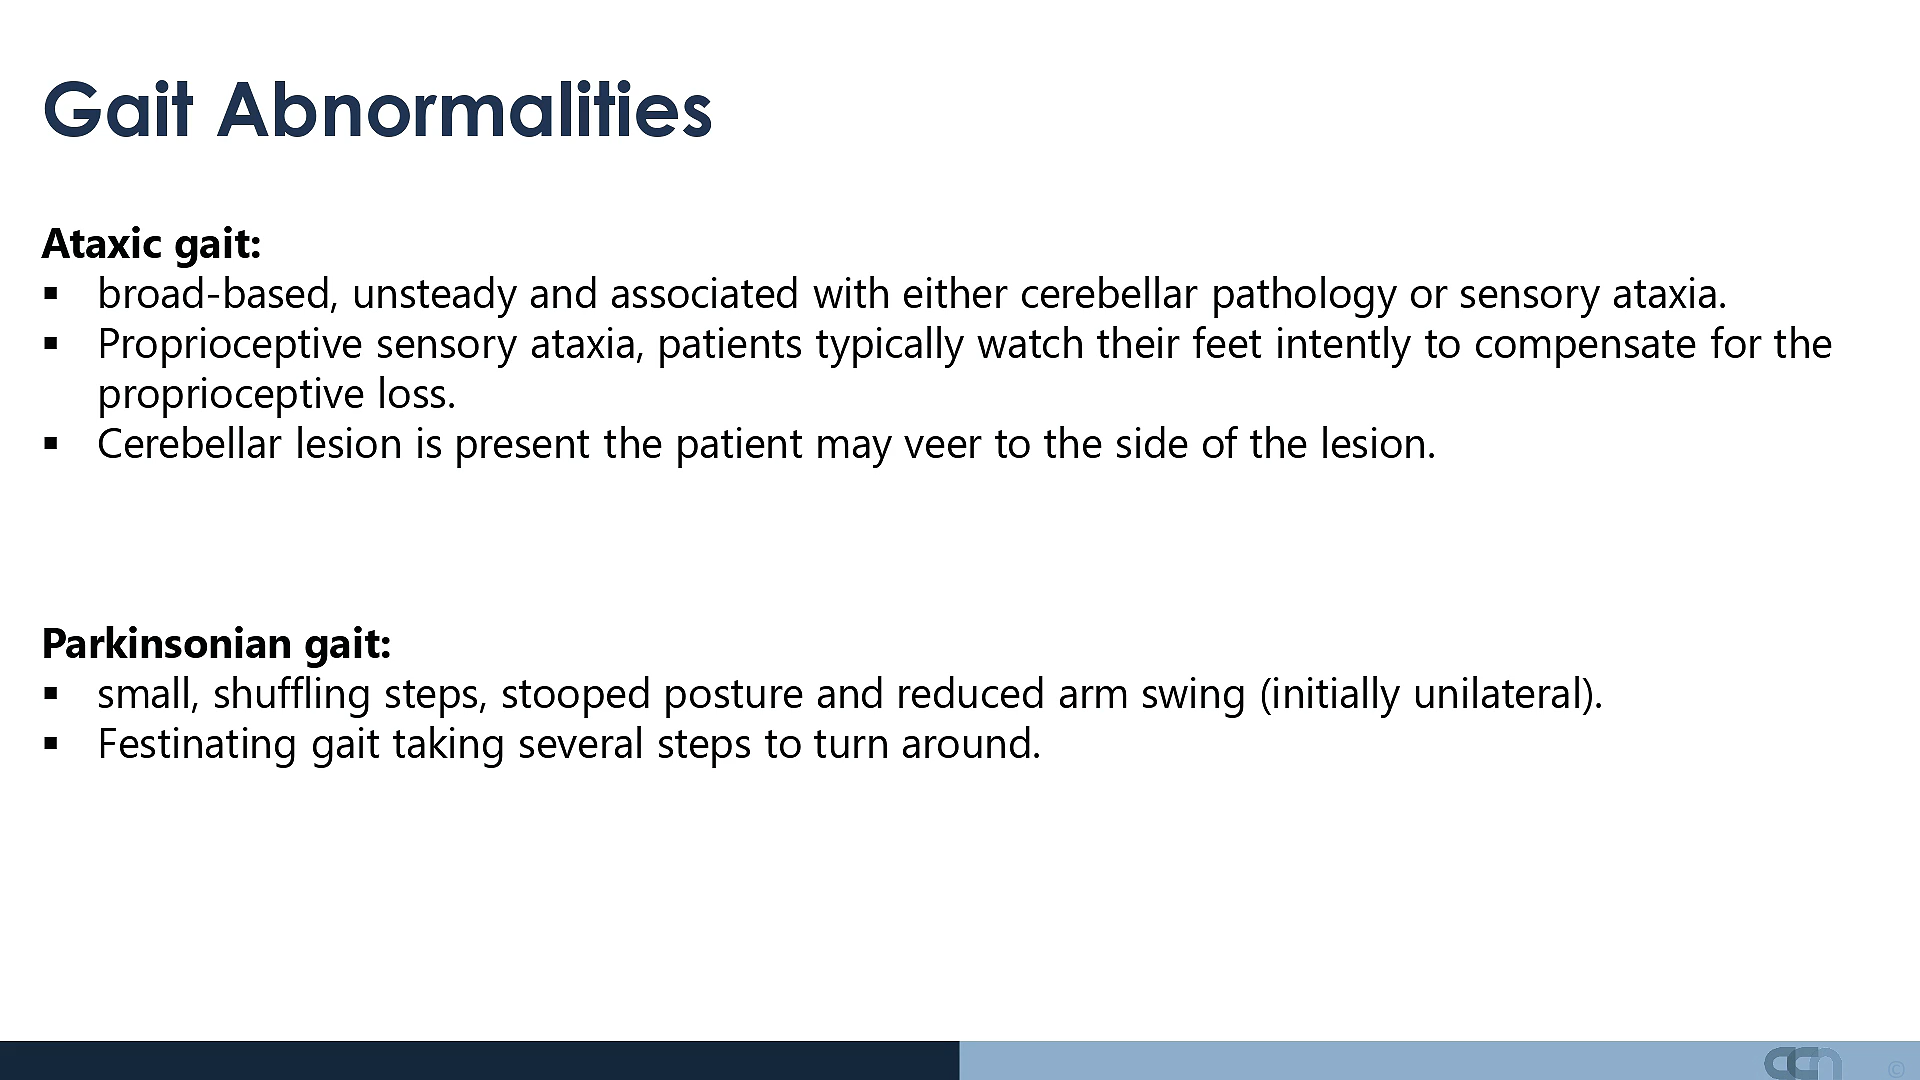 Gait Abnormalities
Ataxic gait:
▪ broad-based, unsteady and associated with either cerebellar pathology or sensory ataxia.
▪ Proprioceptive sensory ataxia, patients typically watch their feet intently to compensate for the
proprioceptive loss.
▪ Cerebellar lesion is present the patient may veer to the side of the lesion.
Parkinsonian gait:
▪ small, shuffling steps, stooped posture and reduced arm swing (initially unilateral).
▪ Festinating gait taking several steps to turn around.
ccn ©